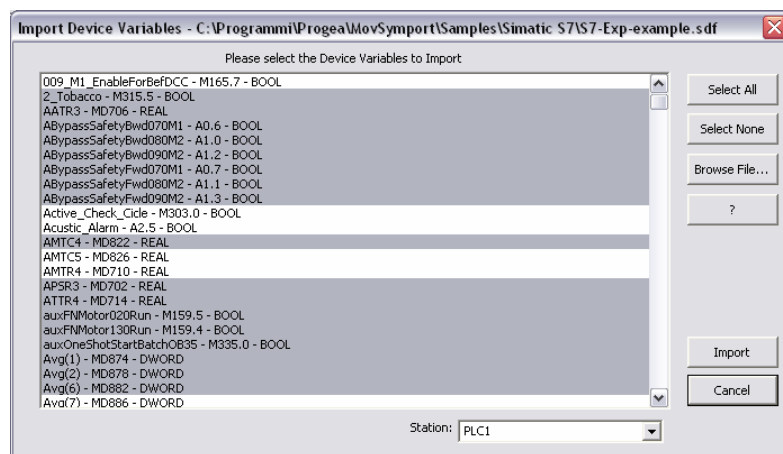 Import Device Variables - C:\Programmi\Progea\MovSymport\Samples\Simatic S7\S7-Exp-example.sdf
Please select the Device Variables to Import
009_M1_EnableForBefDCC - M165.7 - BOOL
2_Tobacco - M315.5 - BOOL
AATR3 - MD706 - REAL
ABypassSafetyBwd070M1 - A0.6 - BOOL
ABypassSafetyBwd080M2 - A1.0 - BOOL
ABypassSafetyBwd090M2 - A1.2 - BOOL
ABypassSafetyFwd070M1 - A0.7 - BOOL
ABypassSafetyFwd080M2 - A1.1 - BOOL
ABypassSafetyFwd090M2 - A1.3 - BOOL
Active_Check_Cicle - M303.0 - BOOL
Acustic_Alarm - A2.5 - BOOL
AMTC4 - MD822 - REAL
AMTC5 - MD826 - REAL
AMTR4 - MD710 - REAL
APSR3 - MD702 - REAL
ATTR4 - MD714 - REAL
auxFNMotor020Run - M159.5 - BOOL
auxFNMotor130Run - M159.4 - BOOL
auxOneShotStartBatchOB35 - M335.0 - BOOL
Avg(1) - MD874 - DWORD
Avg(2) - MD878 - DWORD
Avg(6) - MD882 - DWORD
Avg(7) - MD886 - DWORD
Select All
Select None
Browse File...
?
Import
Cancel
Station: PLC1